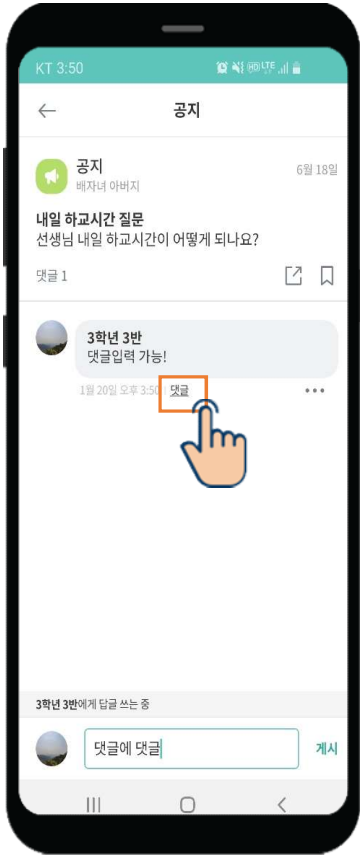 KT 3:50
HD LTE
공지
공지
6월 18일
배자녀 아버지
내일 하교시간 질문
선생님 내일 하교시간이 어떻게 되나요?
댓글 1
3학년 3반
댓글입력 가능!
1월 20일 오후 3:50 | 댓글
3학년 3반에게 답글 쓰는 중
댓글에 댓글
게시